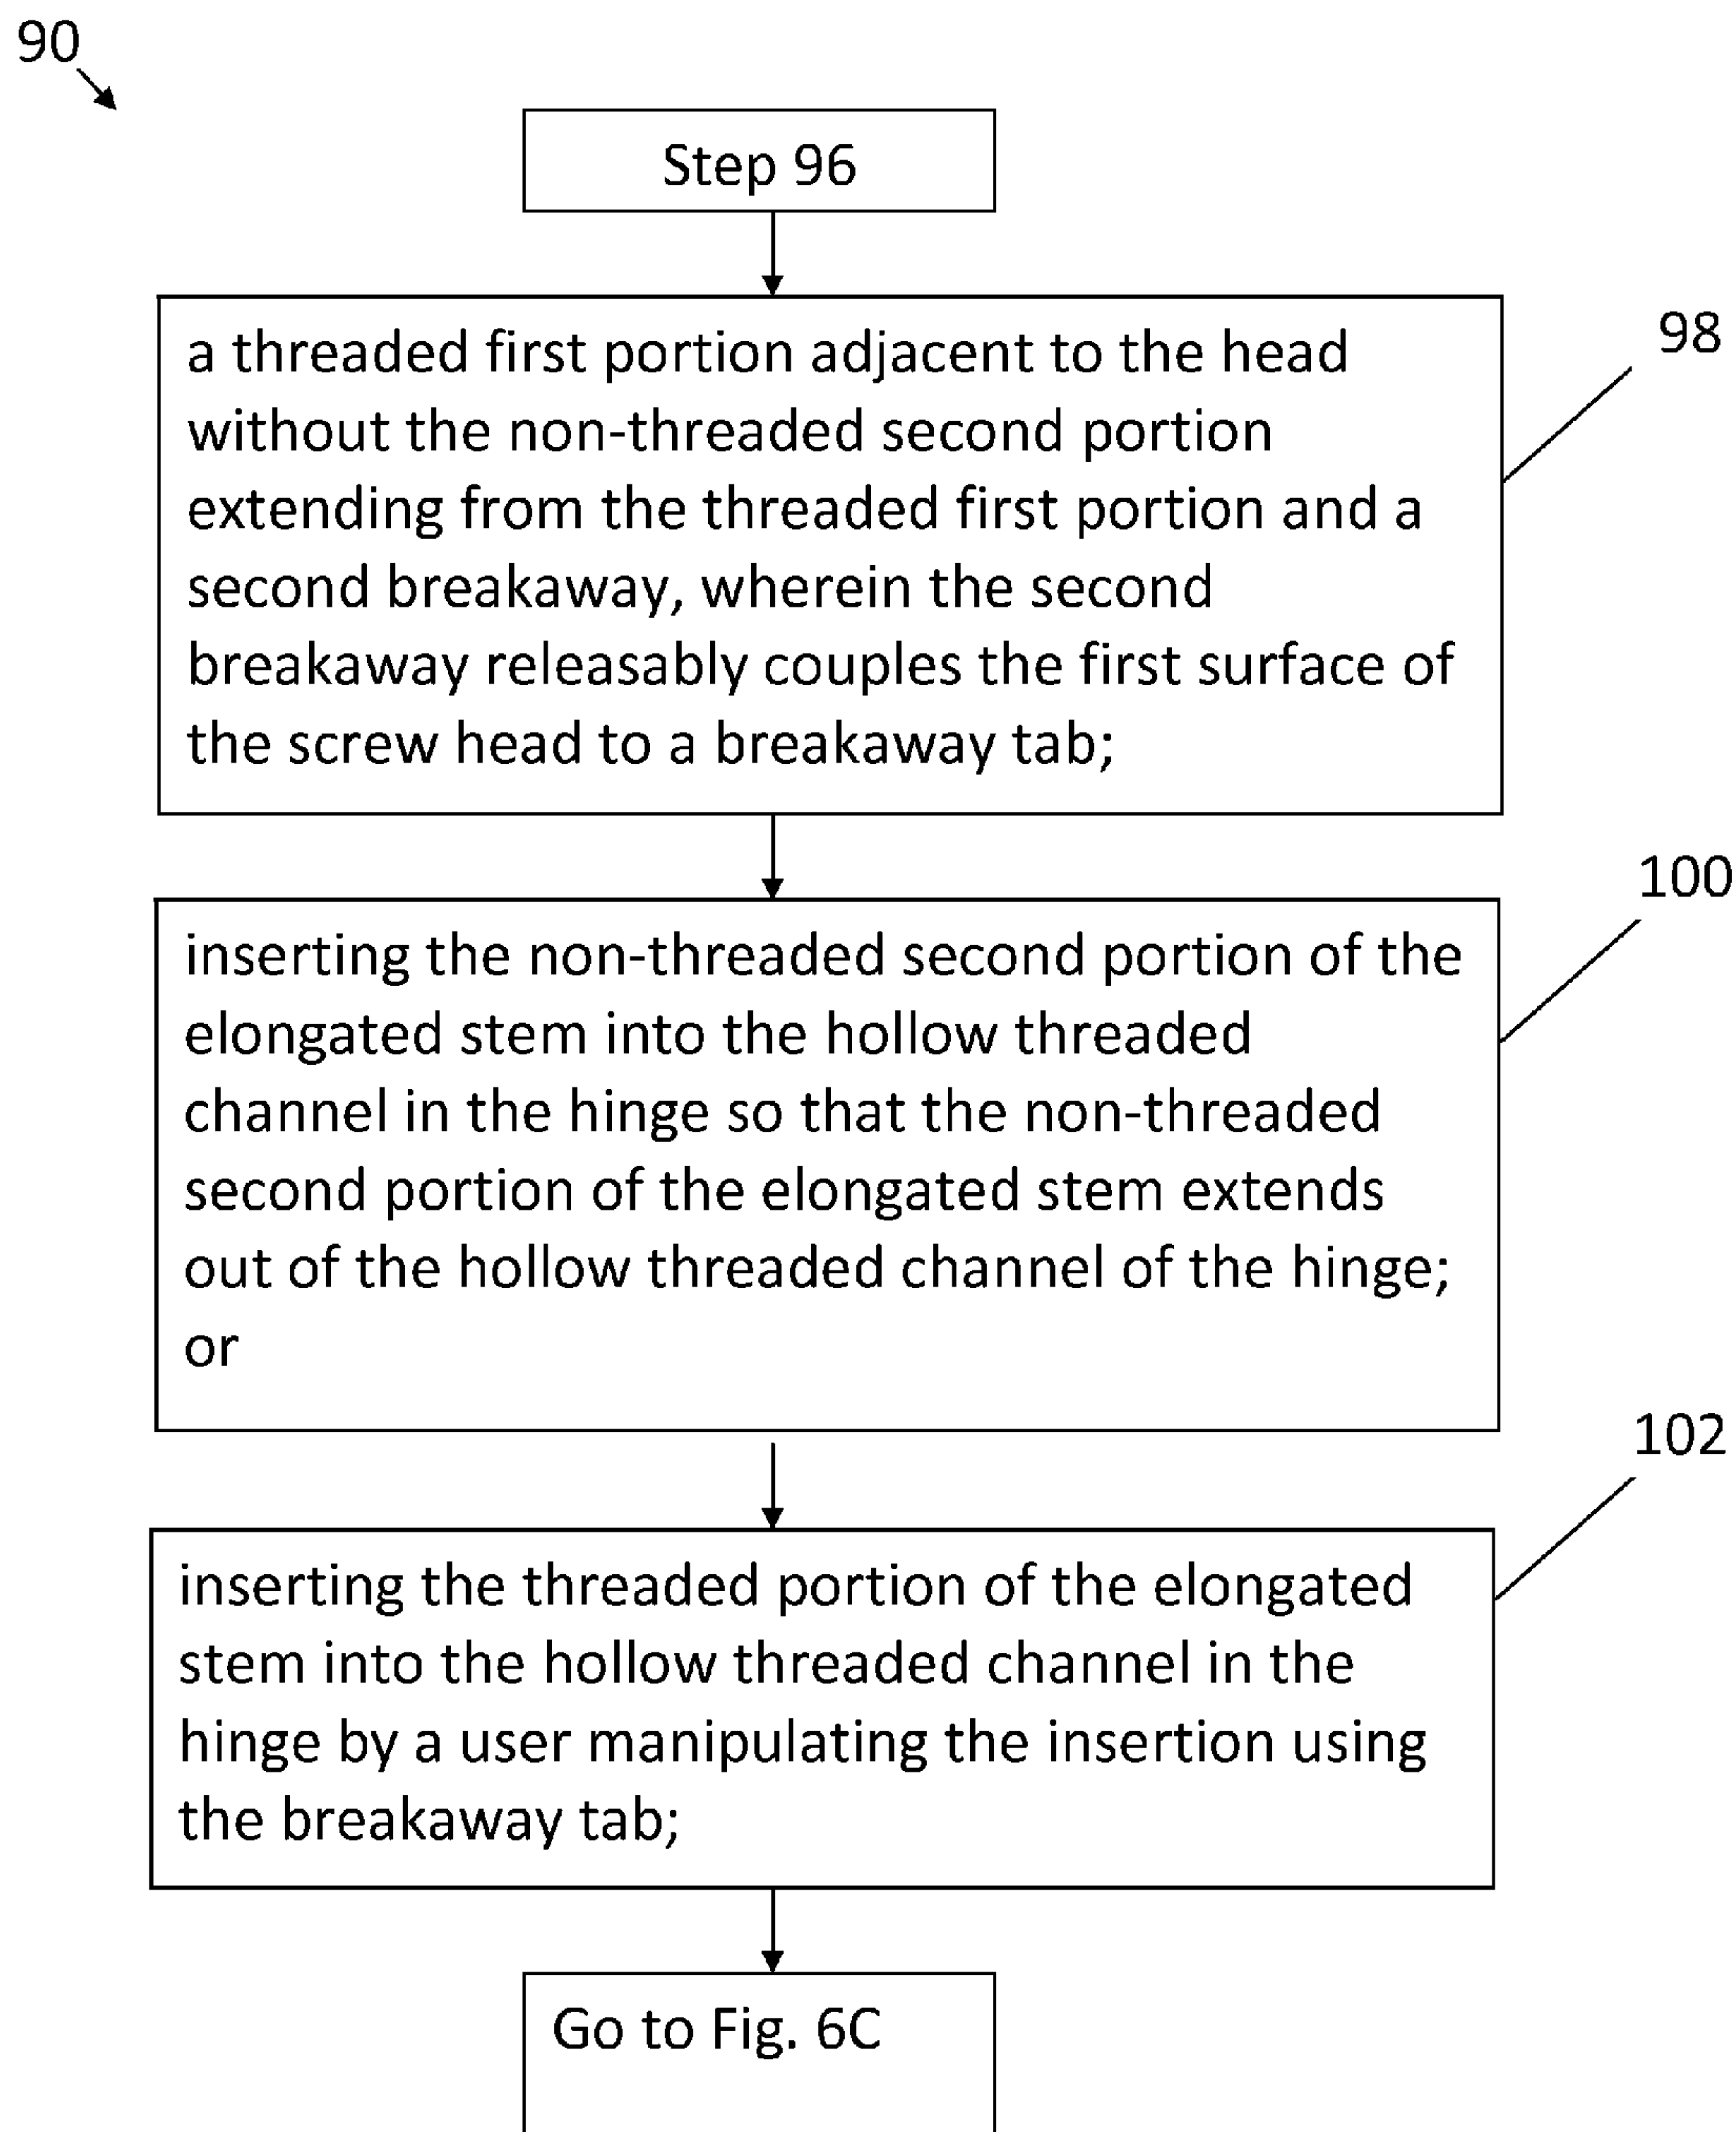 90
Step 96
a threaded first portion adjacent to the head
without the non-threaded second portion
extending from the threaded first portion and a
second breakaway, wherein the second
breakaway releasably couples the first surface of
the screw head to a breakaway tab;
98
inserting the non-threaded second portion of the
elongated stem into the hollow threaded
channel in the hinge so that the non-threaded
second portion of the elongated stem extends
out of the hollow threaded channel of the hinge;
or
100
inserting the threaded portion of the elongated
stem into the hollow threaded channel in the
hinge by a user manipulating the insertion using
the breakaway tab;
102
Go to Fig. 6C